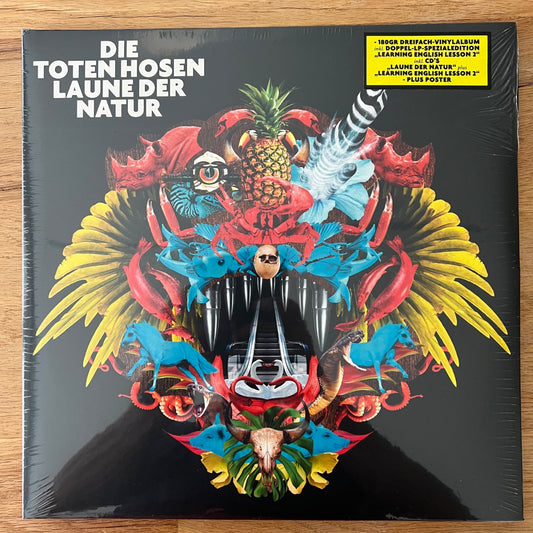 DIE
TOTEN HOSEN
LAUNE DER
NATUR
- 180GR DREIFACH-VINYLALBUM
inkl. DOPPEL-LP-SPEZIALEDITION
„LEARNING ENGLISH LESSON 2“
inkl. CD'S
„LAUNE DER NATUR“ plus
„LEARNING ENGLISH LESSON 2“
- PLUS POSTER